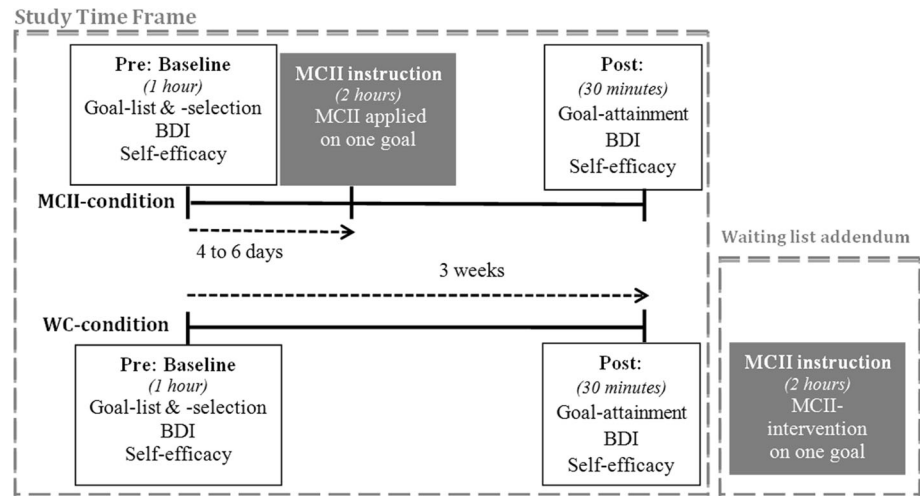 Study Time Frame
Pre: Baseline
(1 hour)
Goal-list & -selection
BDI
Self-efficacy
MCII instruction
(2 hours)
MCII applied
on one goal
Post:
(30 minutes)
Goal-attainment
BDI
Self-efficacy
MCII-condition
4 to 6 days
3 weeks
WC-condition
Pre: Baseline
(1 hour)
Goal-list & -selection
BDI
Self-efficacy
Post:
(30 minutes)
Goal-attainment
BDI
Self-efficacy
Waiting list addendum
MCII instruction
(2 hours)
MCII-
intervention
on one goal